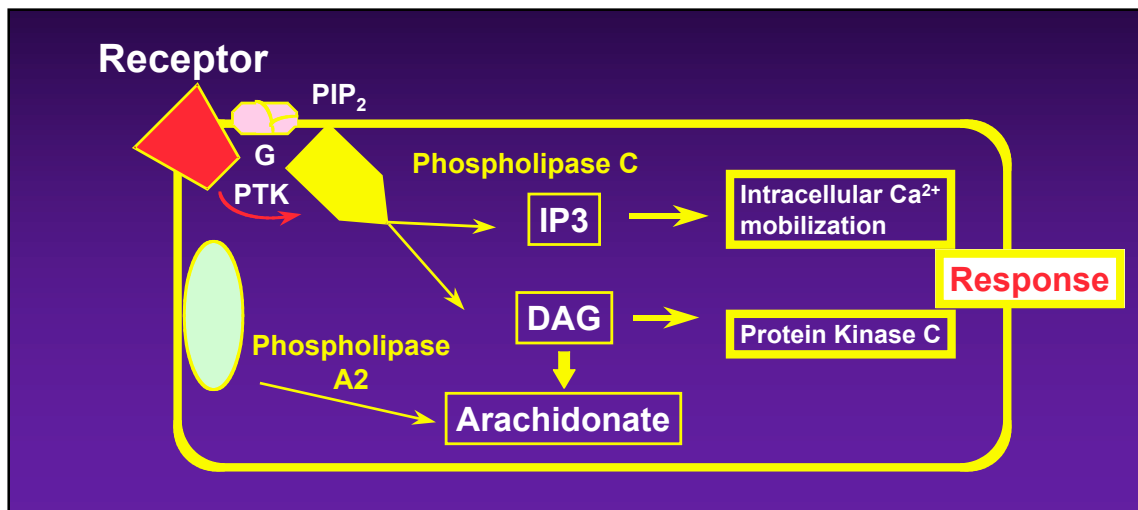 Receptor
PIP₂
G
PTK
Phospholipase C
IP3
Intracellular Ca²⁺
mobilization
Response
DAG
Protein Kinase C
Phospholipase
A2
Arachidonate